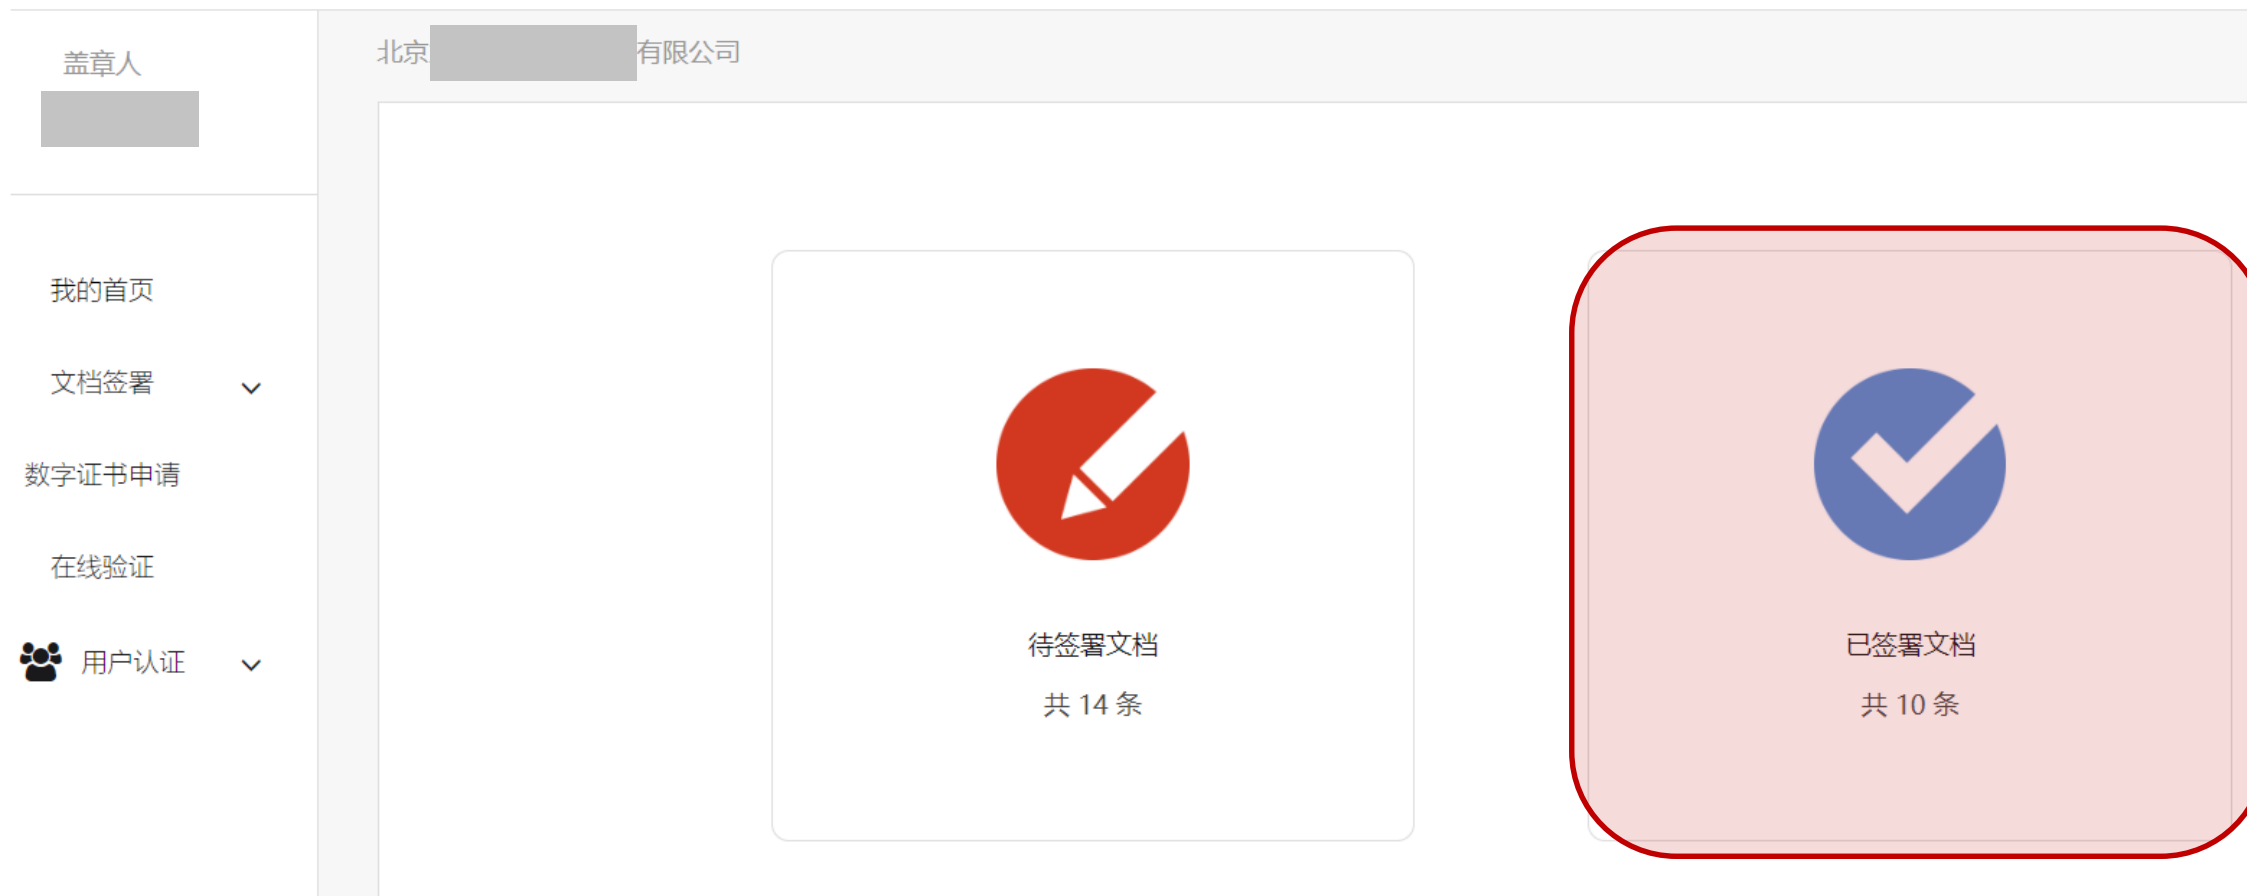 盖章人
北京
有限公司
我的首页
文档签署
数字证书申请
在线验证
用户认证
待签署文档
共 14 条
已签署文档
共 10 条